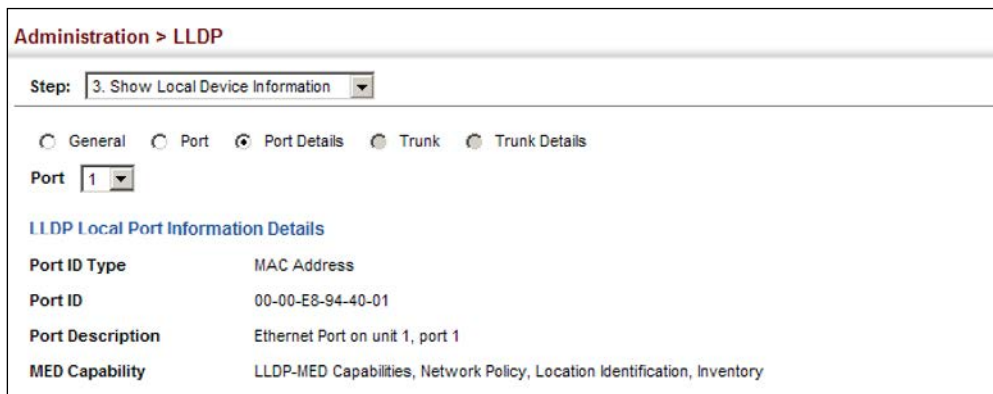 Administration > LLDP
Step: 3. Show Local Device Information
General Port Port Details Trunk Trunk Details
Port 1
LLDP Local Port Information Details
Port ID Type MAC Address
Port ID 00-00-E8-94-40-01
Port Description Ethernet Port on unit 1, port 1
MED Capability LLDP-MED Capabilities, Network Policy, Location Identification, Inventory